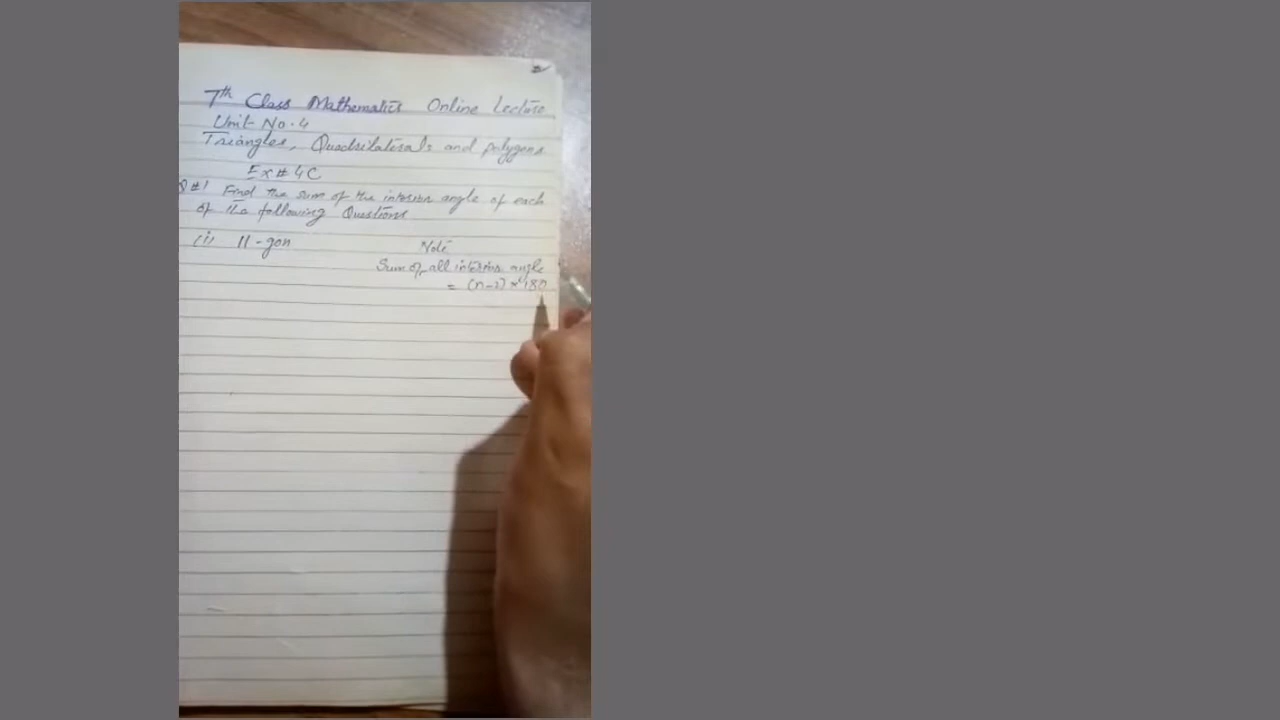 7th Class Mathematics Online Lecture
Unit No. 4
Triangles, Quadrilaterals and polygons
Ex # 4C
Q#1 Find the sum of the interior angle of each
of the following Questions
(i) 11-gon
Note
Sum of all interior angle
= (n-2) × 180